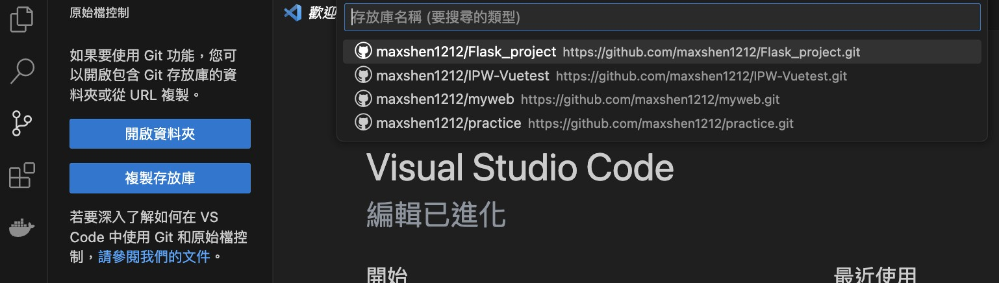 原始檔控制
如果要使用 Git 功能，您可
以開啟包含 Git 存放庫的資
料夾或從 URL 複製。
開啟資料夾
複製存放庫
若要深入了解如何在 VS
Code 中使用 Git 和原始檔控
制，請參閱我們的文件。
歡迎
存放庫名稱 (要搜尋的類型)
maxshen1212/Flask_project https://github.com/maxshen1212/Flask_project.git
maxshen1212/IPW-Vuetest https://github.com/maxshen1212/IPW-Vuetest.git
maxshen1212/myweb https://github.com/maxshen1212/myweb.git
maxshen1212/practice https://github.com/maxshen1212/practice.git
Visual Studio Code
編輯已進化
開始
最近使用